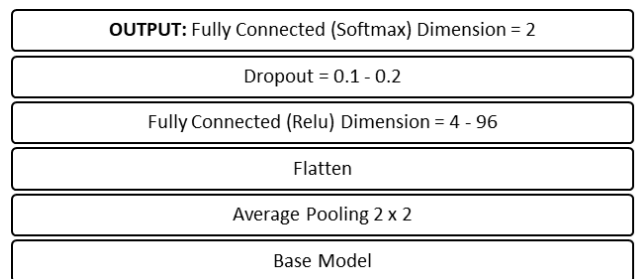 OUTPUT: Fully Connected (Softmax) Dimension = 2
Dropout = 0.1 - 0.2
Fully Connected (Relu) Dimension = 4 - 96
Flatten
Average Pooling 2 x 2
Base Model